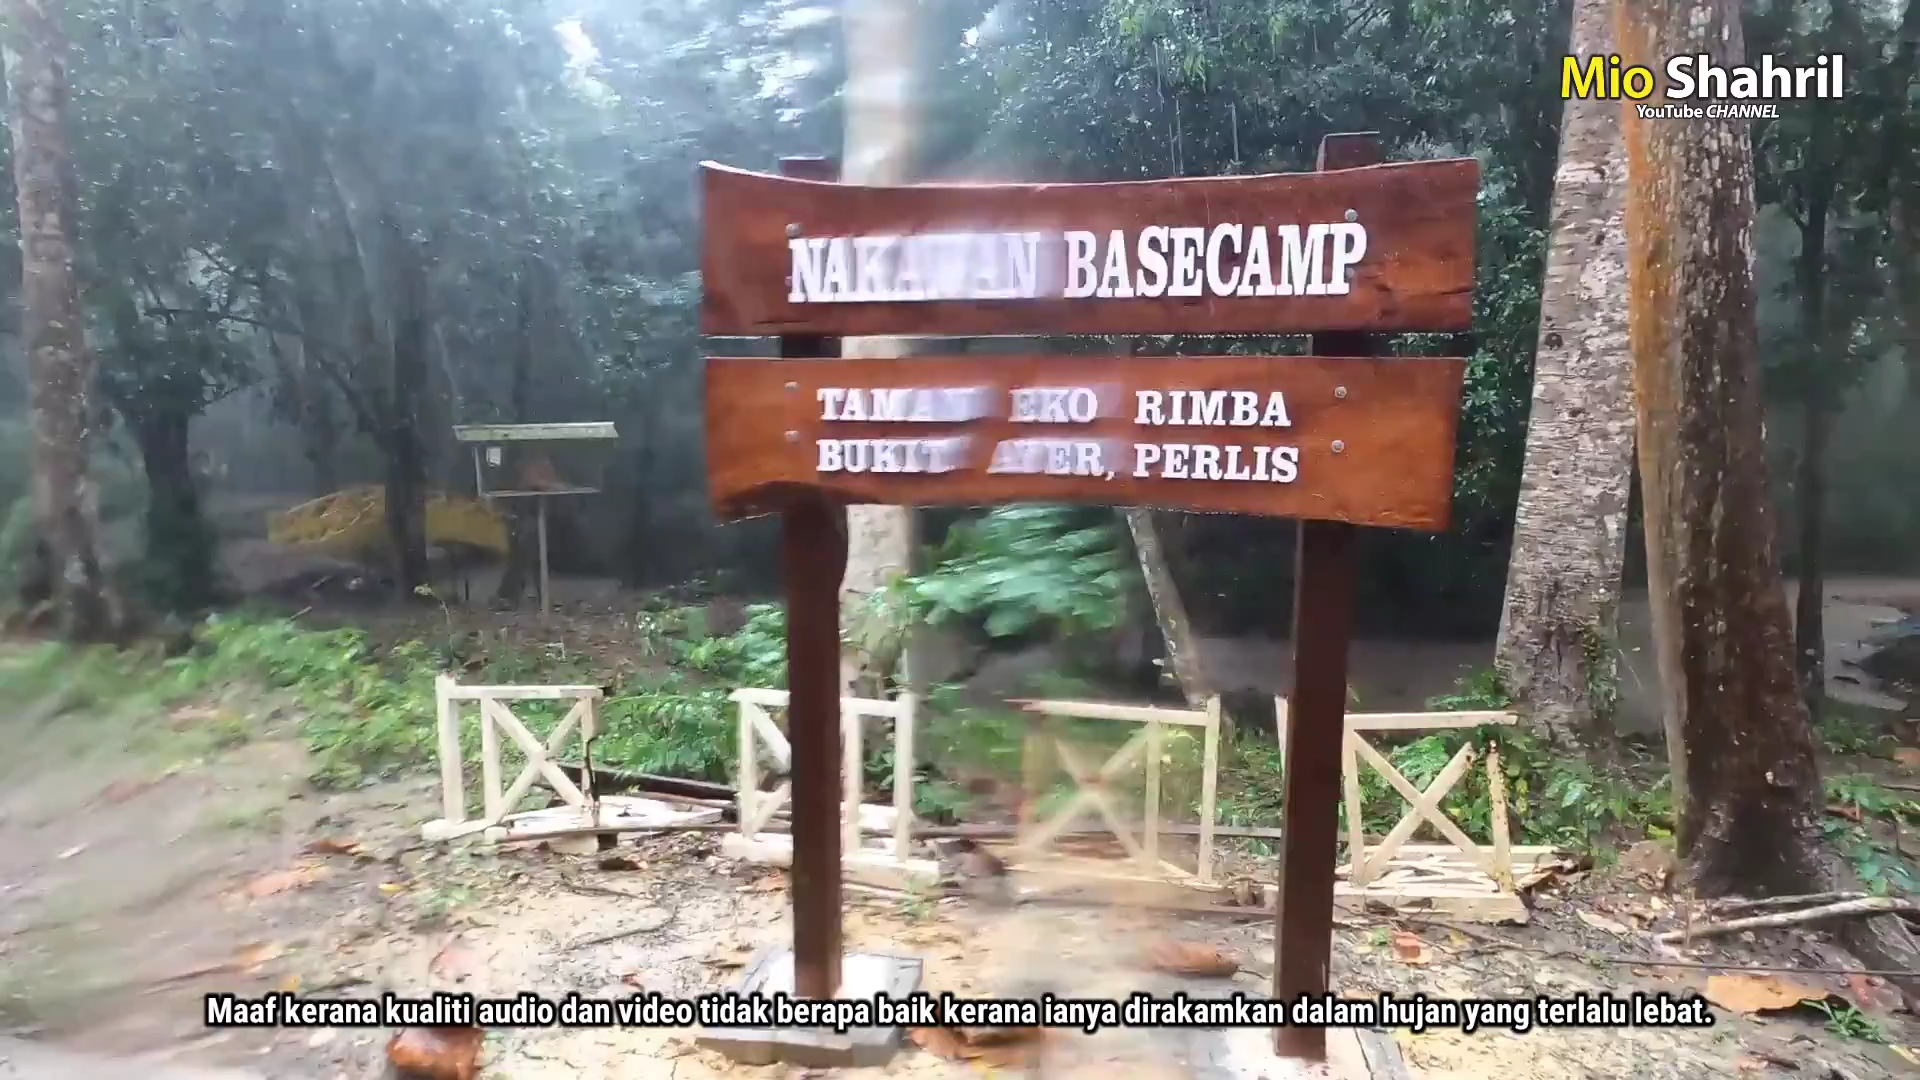 Mio Shahril
YouTube CHANNEL
NAKAWAN BASECAMP
TAMAN EKO RIMBA
BUKIT AYER, PERLIS
Maaf kerana kualiti audio dan video tidak berapa baik kerana ianya dirakamkan dalam hujan yang terlalu lebat.